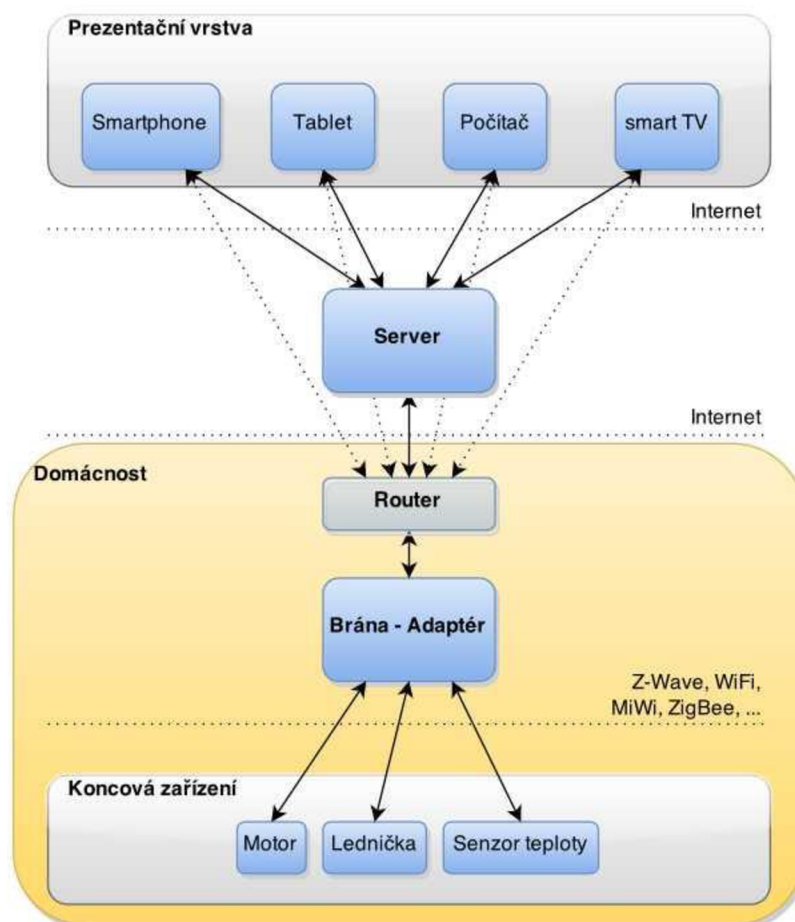 Prezentační vrstva
Smartphone
Tablet
Počítač
smart TV
Internet
Server
Internet
Domácnost
Router
Brána - Adaptér
Z-Wave, WiFi,
MiWi, ZigBee, ...
Koncová zařízení
Motor
Lednička
Senzor teploty